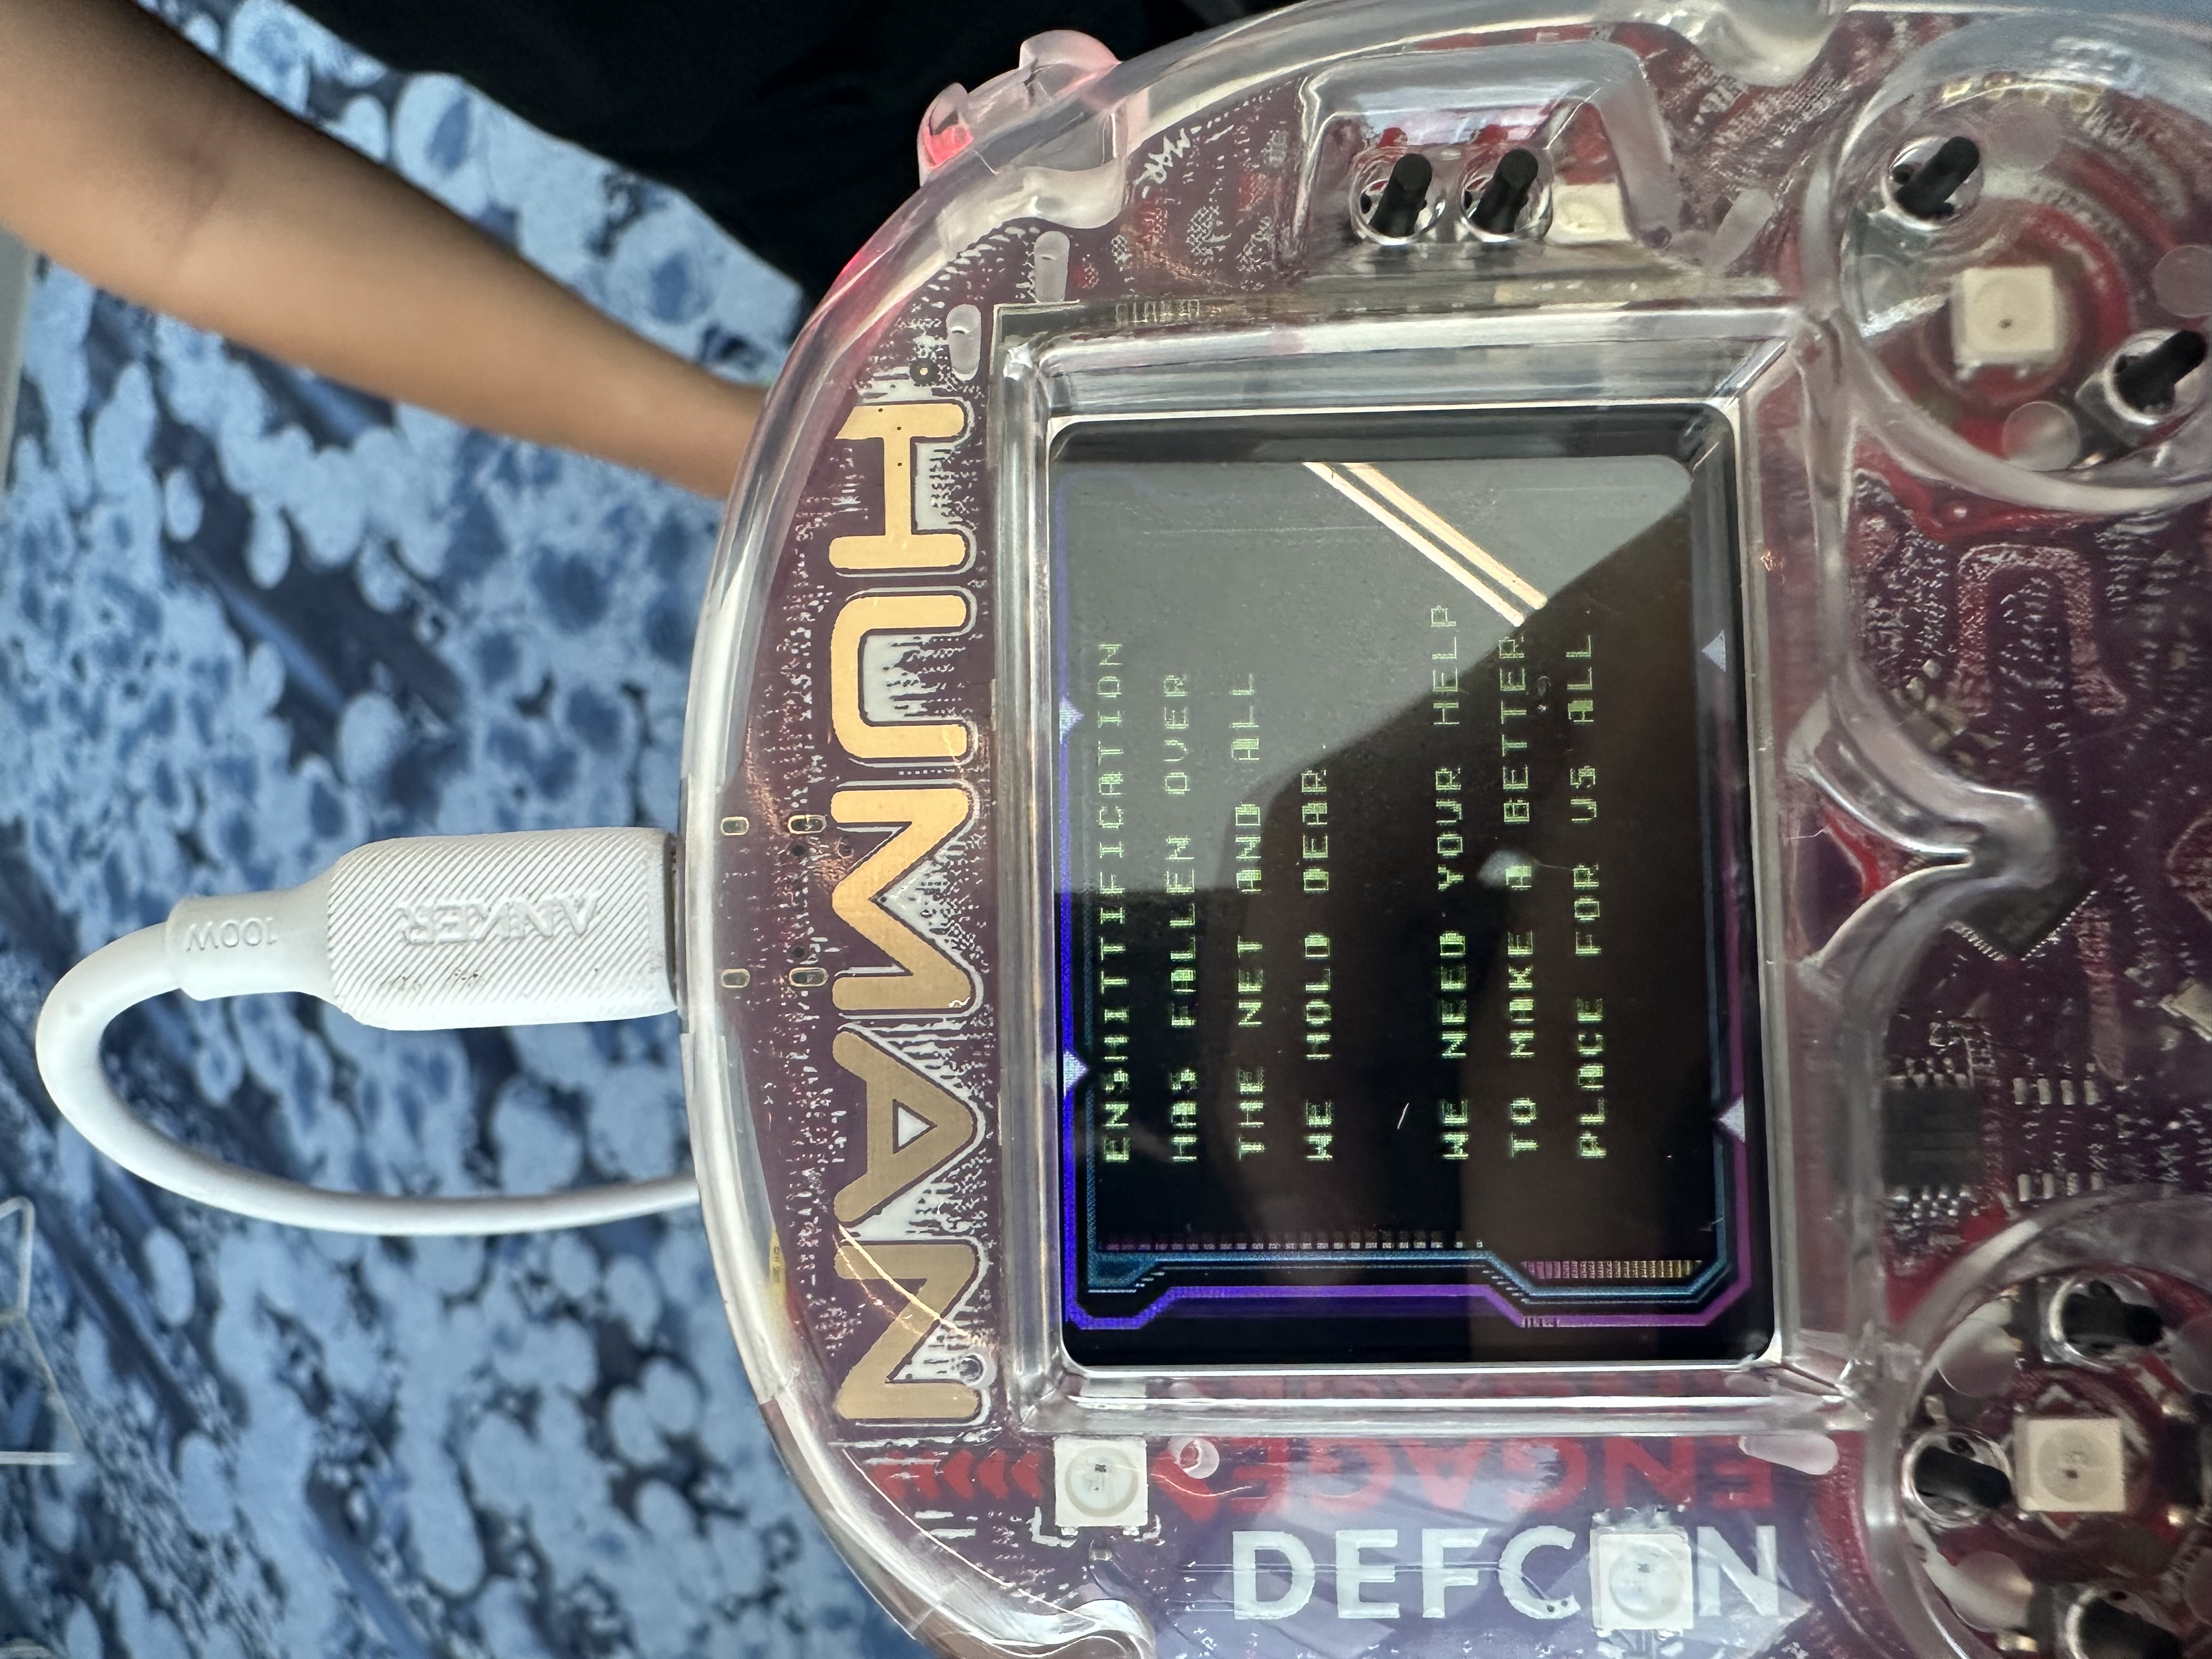 100W
ANKER
HUMAN
DEFCON
ENGAGE
ENSHITTIFICATION
HAS FALLEN OVER
THE NET AND ALL
WE HOLD DEAR.
WE NEED YOUR HELP
TO MAKE A BETTER
PLACE FOR US ALL.